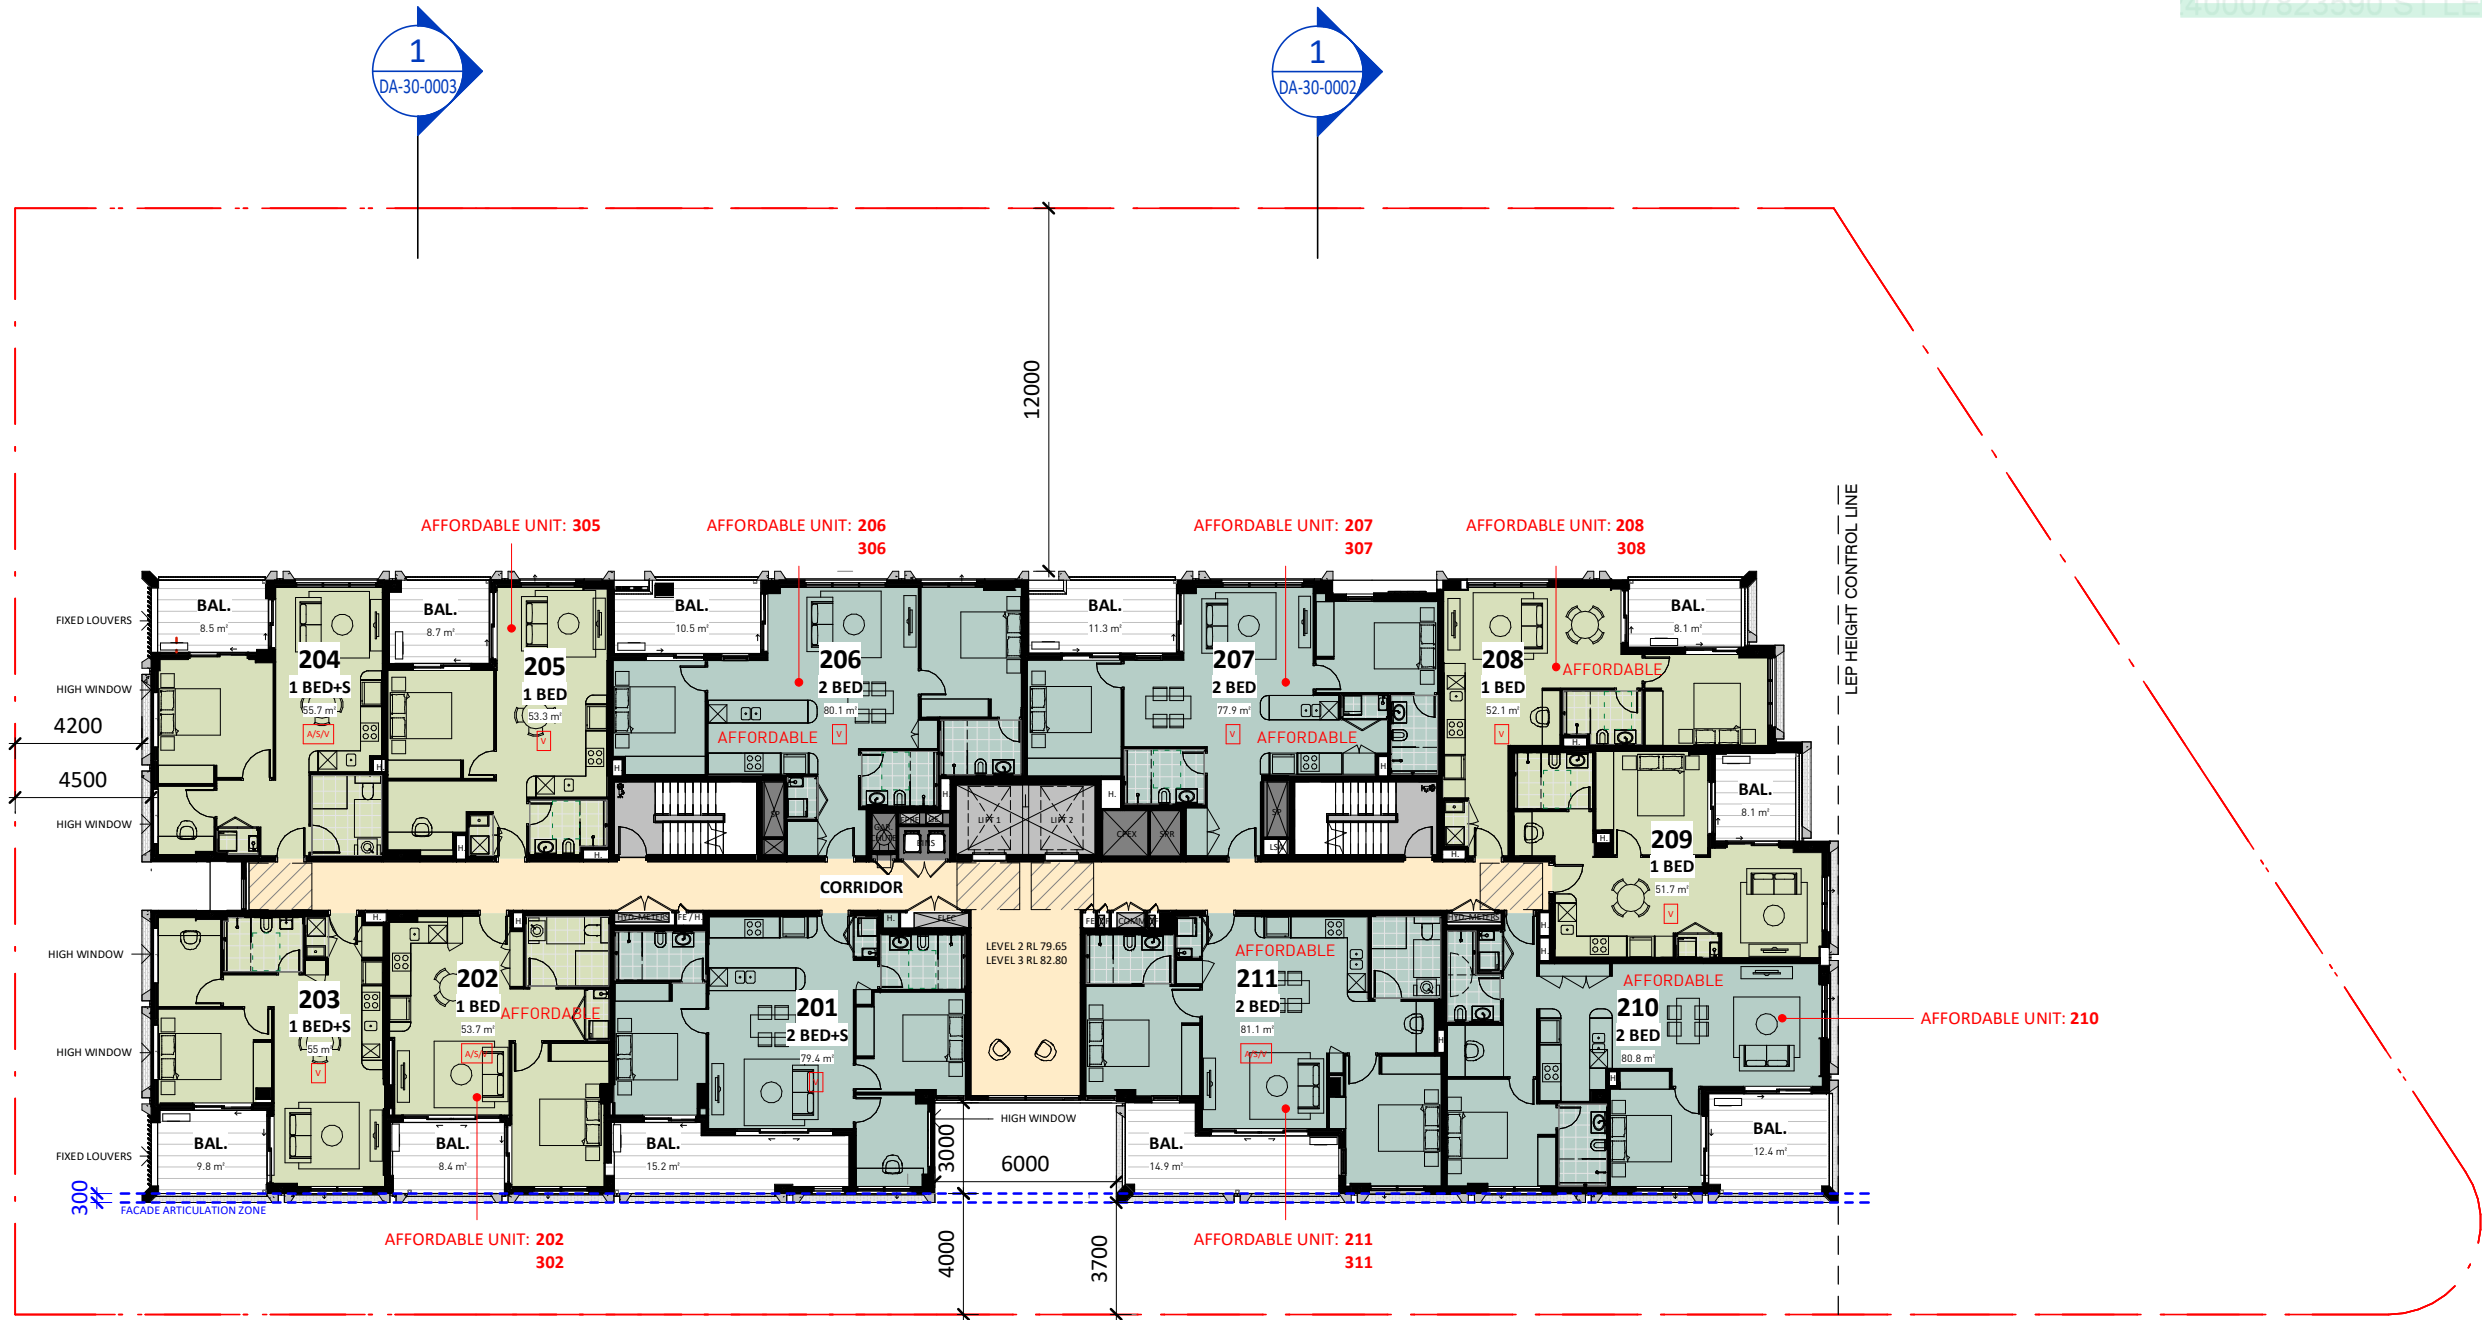 1
DA-30-0003
1
DA-30-0002
12000
LEP HEIGHT CONTROL LINE
AFFORDABLE UNIT: 305
AFFORDABLE UNIT: 206
306
AFFORDABLE UNIT: 207
307
AFFORDABLE UNIT: 208
308
FIXED LOUVERS
HIGH WINDOW
4200
4500
HIGH WINDOW
BAL.
8.5 m²
204
1 BED+S
55.7 m²
A/S/V
H.
BAL.
8.7 m²
205
1 BED
53.3 m²
V
H.
H.
BAL.
10.5 m²
206
2 BED
80.1 m²
AFFORDABLE
V
H.
H.
BAL.
11.3 m²
207
2 BED
77.9 m²
V
AFFORDABLE
H.
H.
208
1 BED
52.1 m²
V
AFFORDABLE
BAL.
8.1 m²
H.
H.
209
1 BED
51.7 m²
V
H.
BAL.
8.1 m²
LIFT 1
LIFT 2
CORRIDOR
LEVEL 2 RL 79.65
LEVEL 3 RL 82.80
HYD-METERS
FE / H.
H.
ELEC
COMM
HYD-METERS
HIGH WINDOW
HIGH WINDOW
FIXED LOUVERS
H.
203
1 BED+S
55 m²
V
BAL.
9.8 m²
H.
202
1 BED
53.7 m²
AFFORDABLE
A/S/V
BAL.
8.4 m²
201
2 BED+S
79.4 m²
V
BAL.
15.2 m²
HIGH WINDOW
AFFORDABLE
211
2 BED
81.1 m²
A/S/V
BAL.
14.9 m²
H.
H.
AFFORDABLE
210
2 BED
80.8 m²
H
BAL.
12.4 m²
AFFORDABLE UNIT: 210
300
FACADE ARTICULATION ZONE
3000
6000
4000
3700
AFFORDABLE UNIT: 202
302
AFFORDABLE UNIT: 211
311